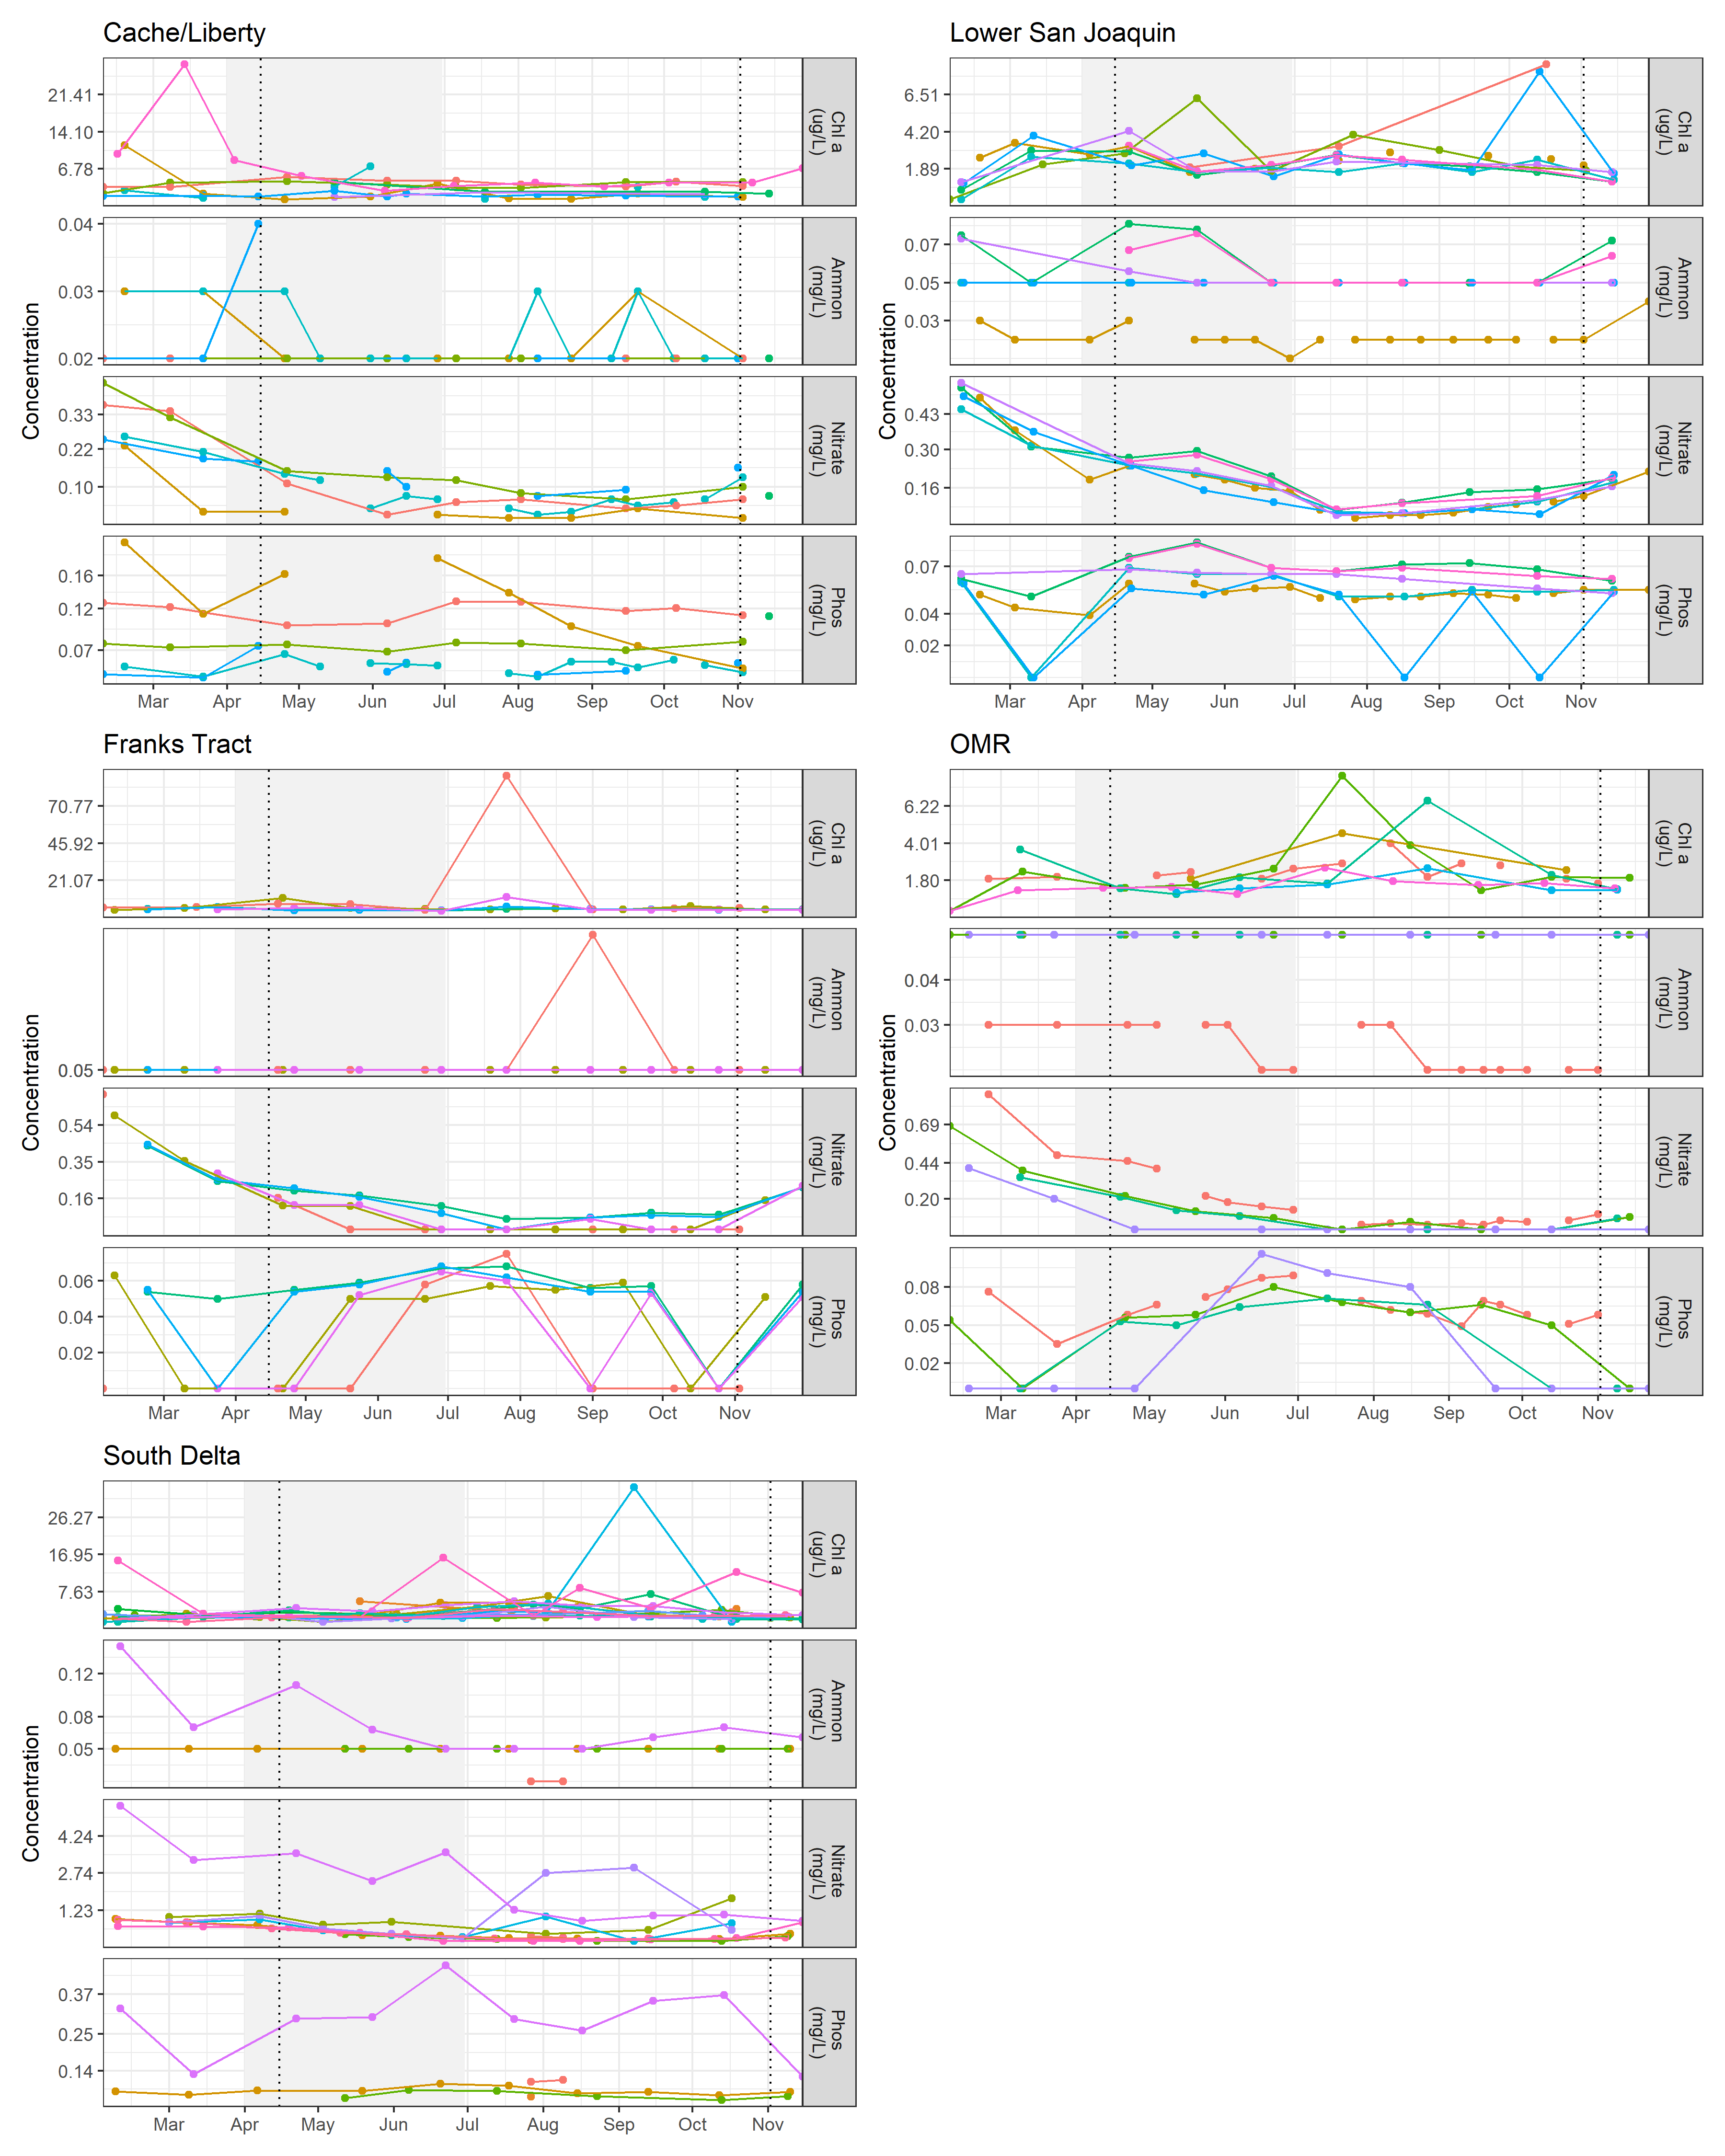 Cache/Liberty
Concentration
21.41
14.10
6.78
Chl a
(ug/L)
0.04
0.03
0.02
Ammon
(mg/L)
0.33
0.22
0.10
Nitrate
(mg/L)
0.16
0.12
0.07
Phos
(mg/L)
Mar Apr May Jun Jul Aug Sep Oct Nov
Lower San Joaquin
Concentration
6.51
4.20
1.89
Chl a
(ug/L)
0.07
0.05
0.03
Ammon
(mg/L)
0.43
0.30
0.16
Nitrate
(mg/L)
0.07
0.04
0.02
Phos
(mg/L)
Mar Apr May Jun Jul Aug Sep Oct Nov
Franks Tract
Concentration
70.77
45.92
21.07
Chl a
(ug/L)
0.05
Ammon
(mg/L)
0.54
0.35
0.16
Nitrate
(mg/L)
0.06
0.04
0.02
Phos
(mg/L)
Mar Apr May Jun Jul Aug Sep Oct Nov
OMR
Concentration
6.22
4.01
1.80
Chl a
(ug/L)
0.04
0.03
Ammon
(mg/L)
0.69
0.44
0.20
Nitrate
(mg/L)
0.08
0.05
0.02
Phos
(mg/L)
Mar Apr May Jun Jul Aug Sep Oct Nov
South Delta
Concentration
26.27
16.95
7.63
Chl a
(ug/L)
0.12
0.08
0.05
Ammon
(mg/L)
4.24
2.74
1.23
Nitrate
(mg/L)
0.37
0.25
0.14
Phos
(mg/L)
Mar Apr May Jun Jul Aug Sep Oct Nov